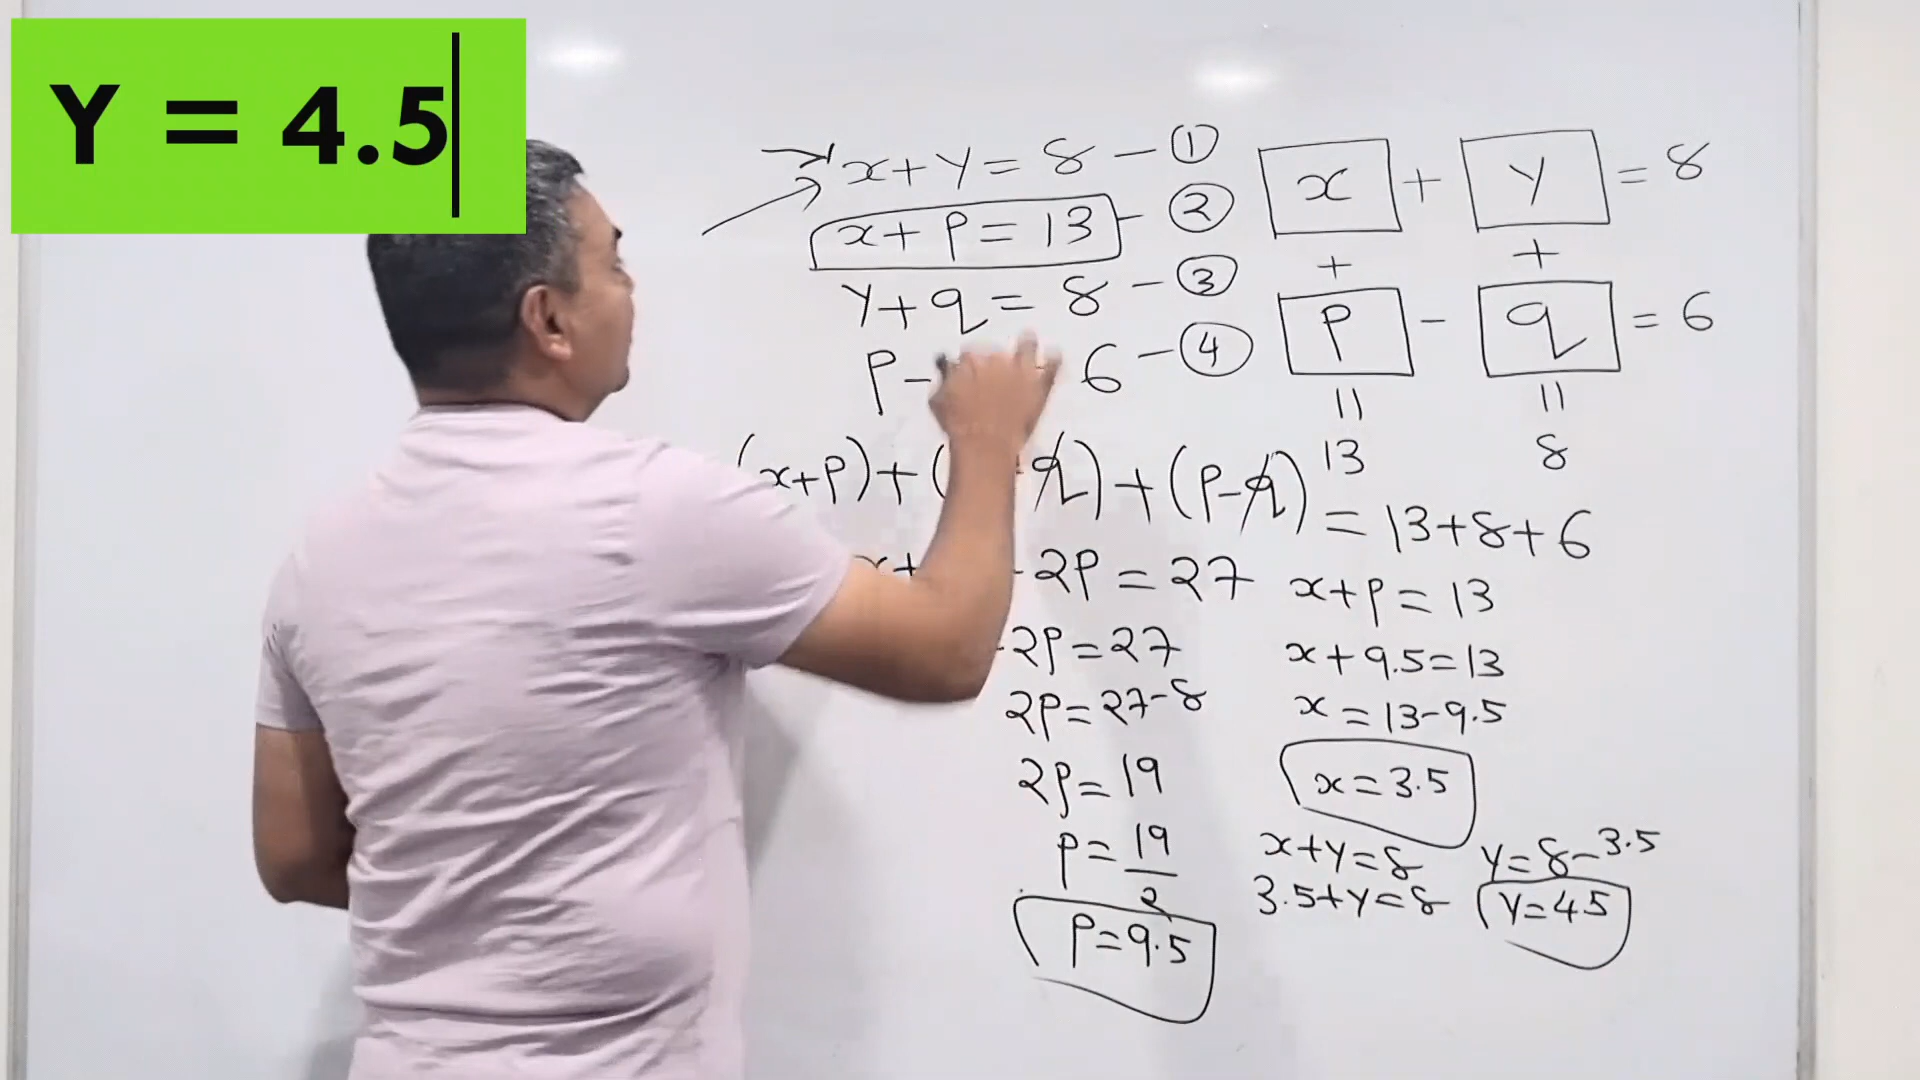 Y = 4.5
x+y=8 – ①
x+p=13 – ②
y+q=8 – ③
p– 6 – ④
x + y = 8
+ +
p – q = 6
= =
13 8
(x+p)+( q)+(p-q) = 13+8+6
x+ 2p=27
2p=27
2p=27-8
2p=19
p=19/2
p=9.5
x+p=13
x+9.5=13
x=13-9.5
x=3.5
x+y=8
3.5+y=8
y=8-3.5
y=4.5